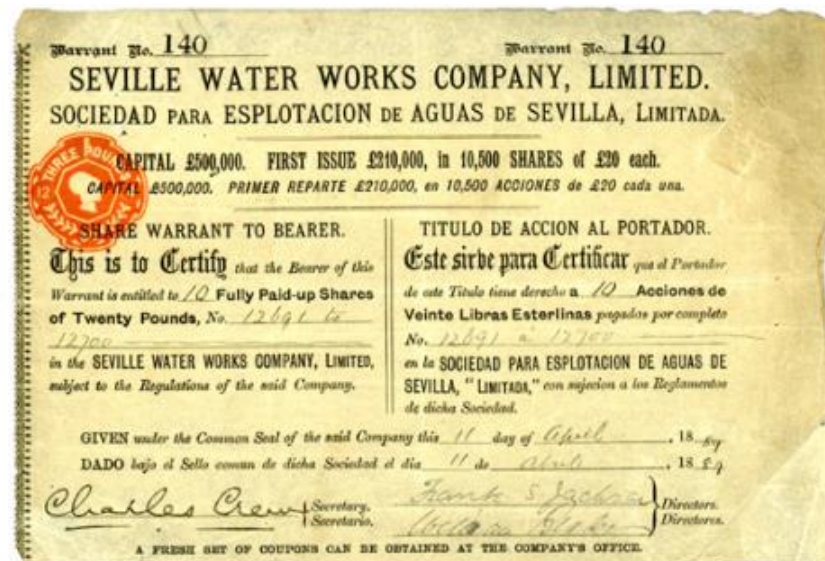 Warrant No. 140
Warrant No. 140
SEVILLE WATER WORKS COMPANY, LIMITED.
SOCIEDAD PARA ESPLOTACION DE AGUAS DE SEVILLA, LIMITADA.
CAPITAL £500,000. FIRST ISSUE £210,000, in 10,500 SHARES of £20 each.
CAPITAL £500,000. PRIMER REPARTE £210,000, en 10,500 ACCIONES de £20 cada una.
THREE
SHARE WARRANT TO BEARER.
This is to Certify that the Bearer of this
Warrant is entitled to 10 Fully Paid-up Shares
of Twenty Pounds, No. 12691 to
12700
in the SEVILLE WATER WORKS COMPANY, LIMITED,
subject to the Regulations of the said Company.
TITULO DE ACCION AL PORTADOR.
Este sirbe para Certificar que el Portador
de este Titulo tiene derecho a 10 Acciones de
Veinte Libras Esterlinas pagadas por completo
No. 12691 a 12700
en la SOCIEDAD PARA ESPLOTACION DE AGUAS DE
SEVILLA, "LIMITADA," con sujecion a los Reglamentos
de dicha Sociedad.
GIVEN under the Common Seal of the said Company this 11 day of April, 1889
DADO bajo el Sello comun de dicha Sociedad el dia 11 de Abril, 1889
Charles Crew
Secretary.
Secretario.
Frank S. Jackson
Directors.
Directores.
A FRESH SET OF COUPONS CAN BE OBTAINED AT THE COMPANY'S OFFICE.